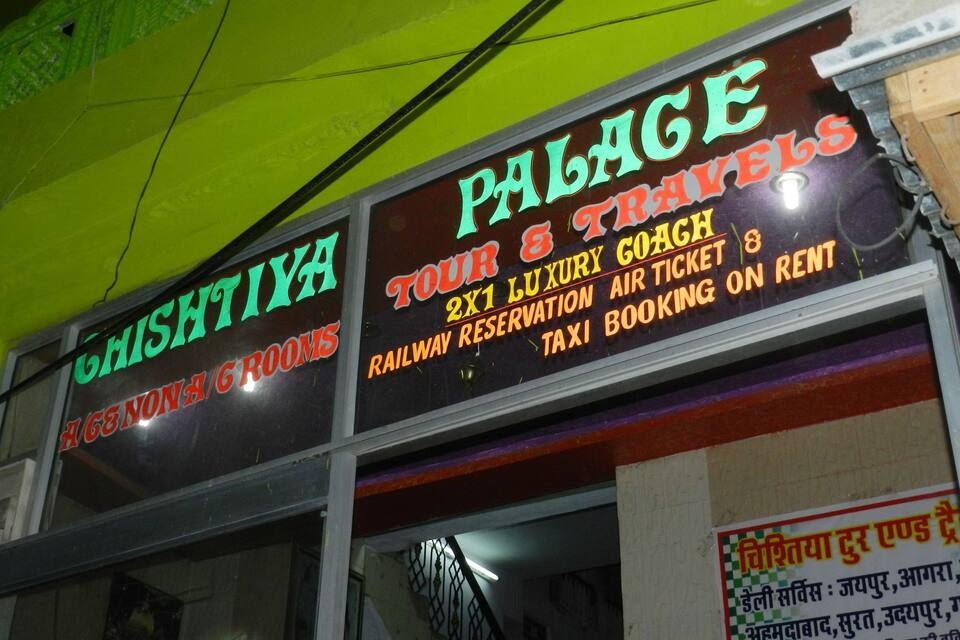 CHISHTIYA
A/C & NON A/C ROOMS
PALACE
TOUR & TRAVELS
2X1 LUXURY COACH
RAILWAY RESERVATION AIR TICKET &
TAXI BOOKING ON RENT
चिश्तिया टुर एण्ड
डेली सर्विस : जयपुर, आगरा,
अहमदाबाद, सुरत, उदयपुर,